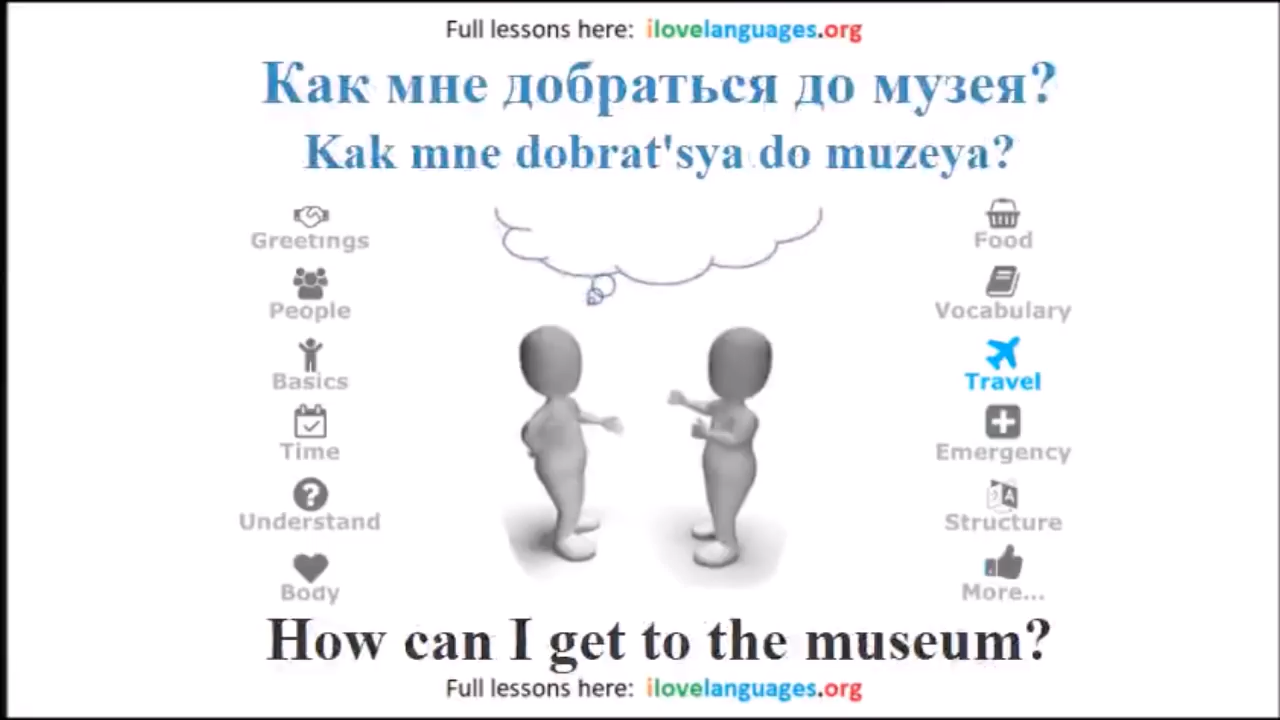 Full lessons here: ilovelanguages.org
Как мне добраться до музея?
Kak mne dobrat'sya do muzeya?
Greetings
People
Basics
Time
Understand
Body
Food
Vocabulary
Travel
Emergency
Structure
More...
How can I get to the museum?
Full lessons here: ilovelanguages.org